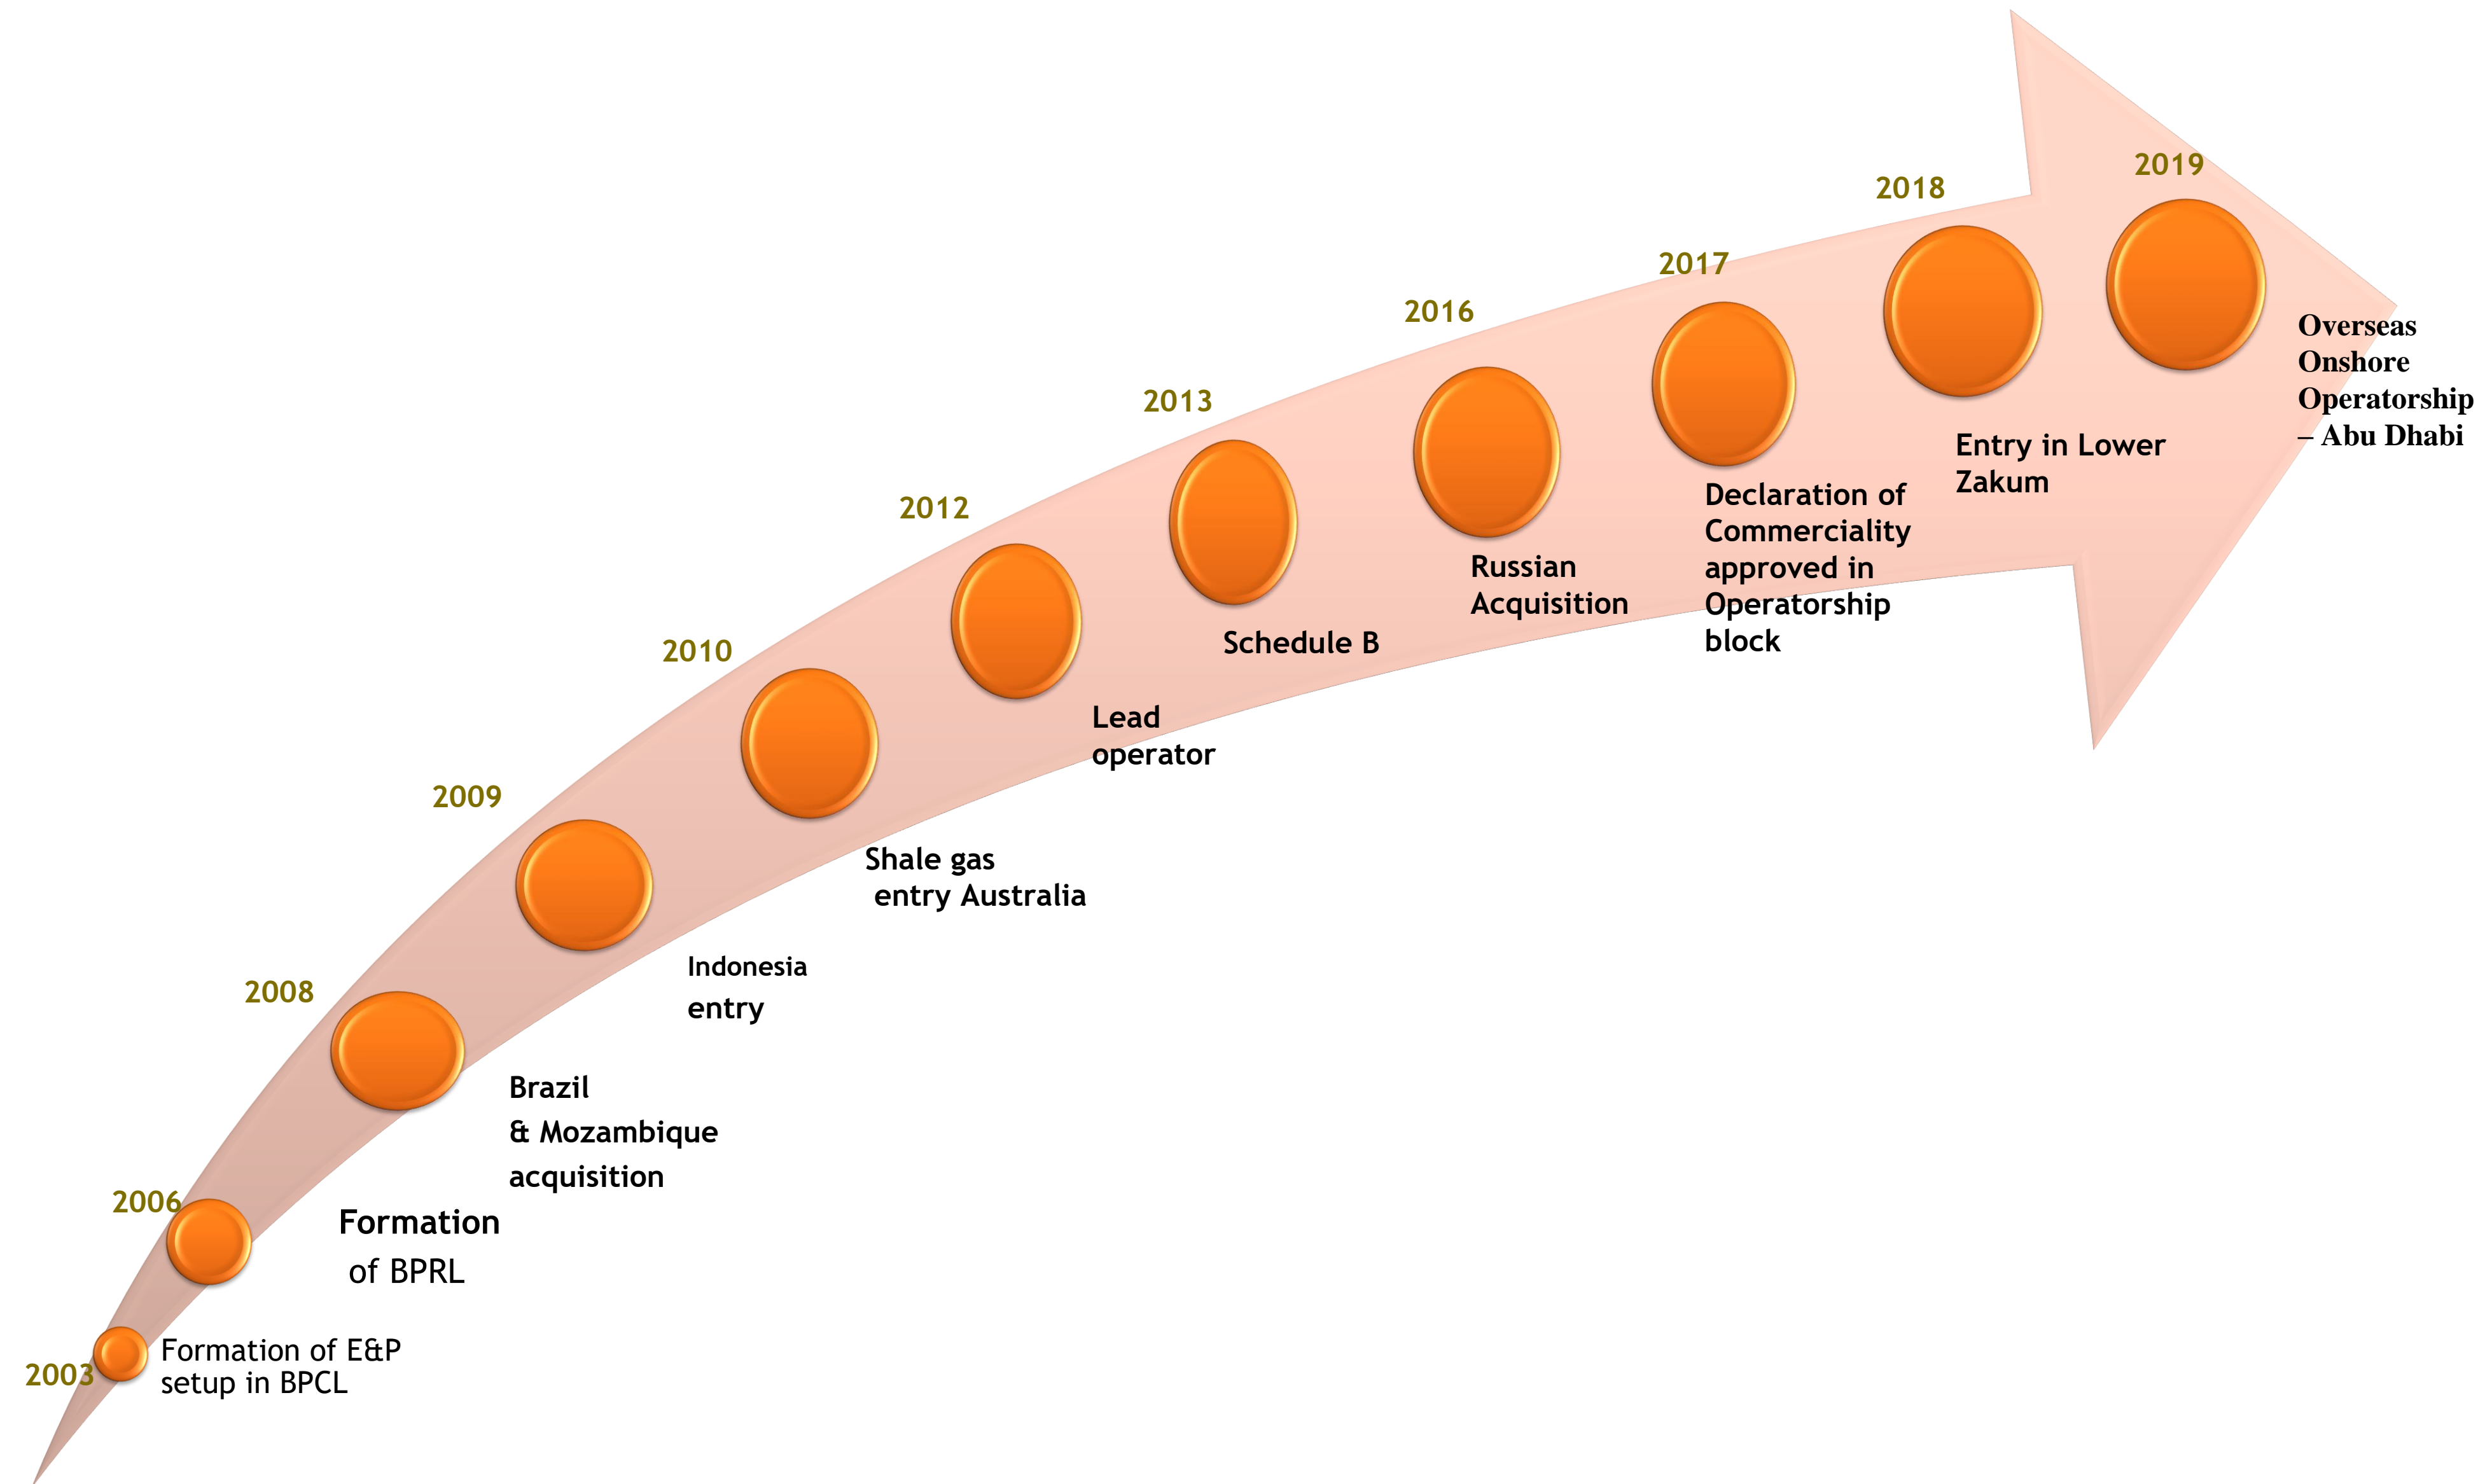 2003
Formation of E&P
setup in BPCL
2006
Formation
of BPRL
2008
Brazil
& Mozambique
acquisition
2009
Indonesia
entry
2010
Shale gas
entry Australia
2012
Lead
operator
2013
Schedule B
2016
Russian
Acquisition
2017
Declaration of
Commerciality
approved in
Operatorship
block
2018
Entry in Lower
Zakum
2019
Overseas
Onshore
Operatorship
– Abu Dhabi